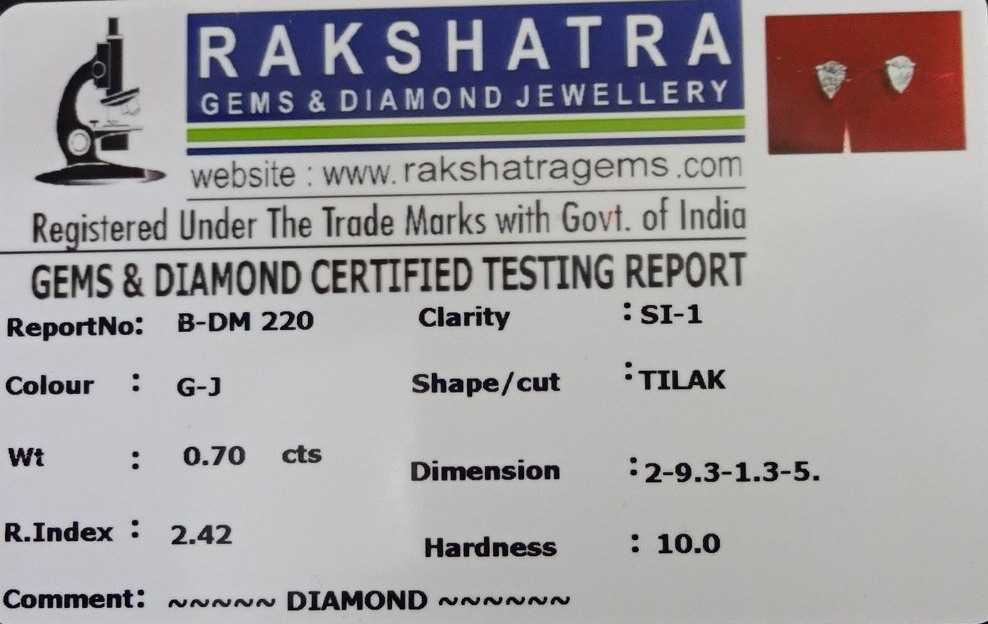 RAKSHATRA
GEMS & DIAMOND JEWELLERY
website : www.rakshatragems.com
Registered Under The Trade Marks with Govt. of India
GEMS & DIAMOND CERTIFIED TESTING REPORT
ReportNo: B-DM 220 Clarity : SI-1
Colour : G-J Shape/cut : TILAK
Wt : 0.70 cts Dimension : 2-9.3-1.3-5.
R.Index : 2.42 Hardness : 10.0
Comment: ~~~~~ DIAMOND ~~~~~~